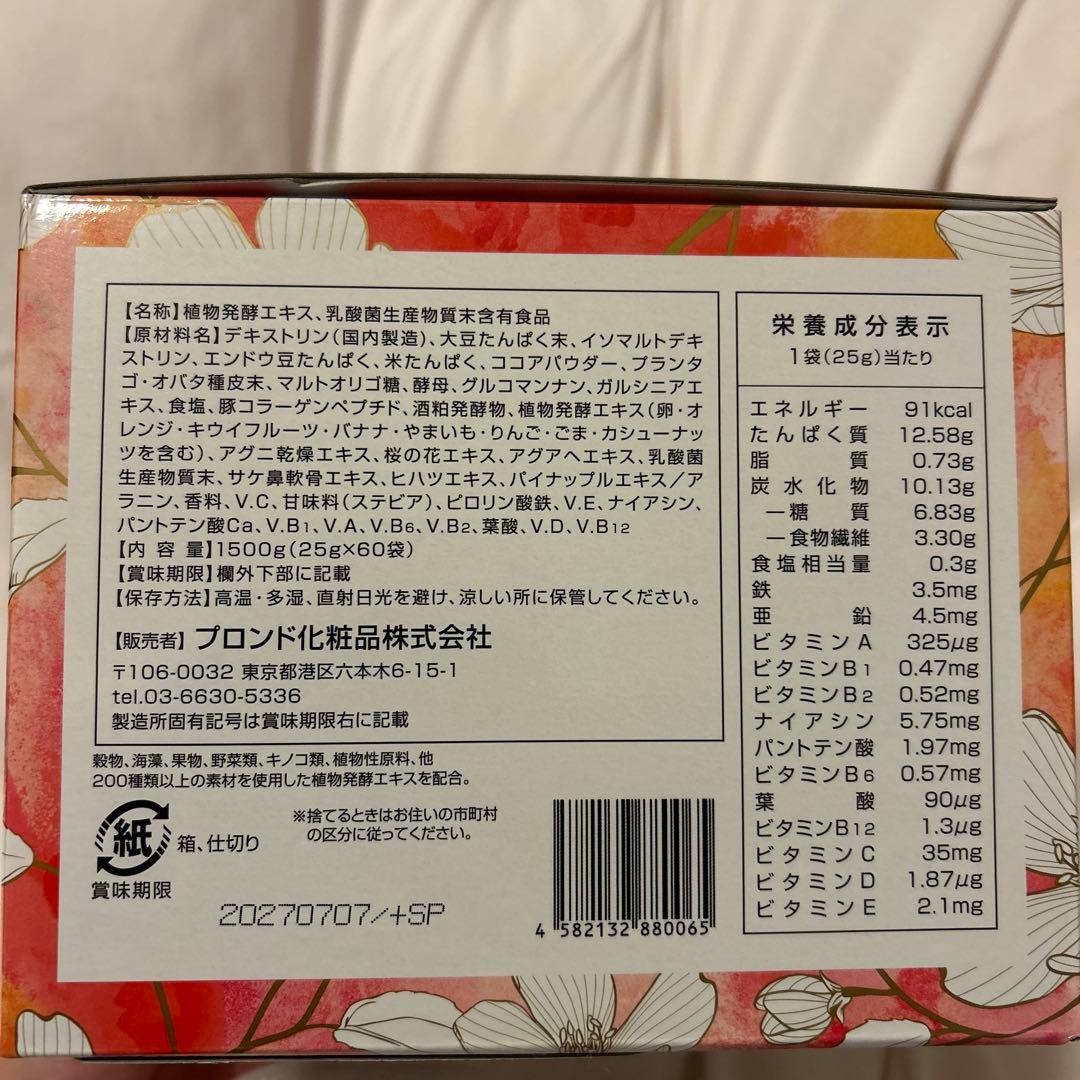 【名称】植物発酵エキス、乳酸菌生産物質末含有食品
【原材料名】デキストリン(国内製造)、大豆たんぱく末、イソマルトデキ
ストリン、エンドウ豆たんぱく、米たんぱく、ココアパウダー、プランタ
ゴ・オバタ種皮末、マルトオリゴ糖、酵母、グルコマンナン、ガルシニアエ
キス、食塩、豚コラーゲンペプチド、酒粕発酵物、植物発酵エキス(卵・オ
レンジ・キウイフルーツ・バナナ・やまいも・りんご・ごま・カシューナッ
ツを含む)、アグニ乾燥エキス、桜の花エキス、アグアヘエキス、乳酸菌
生産物質末、サケ鼻軟骨エキス、ヒハツエキス、パイナップルエキス/ア
ラニン、香料、V.C、甘味料(ステビア)、ピロリン酸鉄、V.E、ナイアシン、
パントテン酸Ca、V.B1、V.A、V.B6、V.B2、葉酸、V.D、V.B12
【内 容 量】1500g(25g×60袋)
【賞味期限】欄外下部に記載
【保存方法】高温・多湿、直射日光を避け、涼しい所に保管してください。
【販売者】 プロンド化粧品株式会社
〒106-0032 東京都港区六本木6-15-1
tel.03-6630-5336
製造所固有記号は賞味期限右に記載
穀物、海藻、果物、野菜類、キノコ類、植物性原料、他
200種類以上の素材を使用した植物発酵エキスを配合。
紙 箱、仕切り
※捨てるときはお住いの市町村
の区分に従ってください。
賞味期限
20270707/+SP
4 582132 880065
栄養成分表示
1袋(25g)当たり
エネルギー 91kcal
たんぱく質 12.58g
脂 質 0.73g
炭水化物 10.13g
―糖 質 6.83g
―食物繊維 3.30g
食塩相当量 0.3g
鉄 3.5mg
亜 鉛 4.5mg
ビタミンA 325μg
ビタミンB1 0.47mg
ビタミンB2 0.52mg
ナイアシン 5.75mg
パントテン酸 1.97mg
ビタミンB6 0.57mg
葉 酸 90μg
ビタミンB12 1.3μg
ビタミンC 35mg
ビタミンD 1.87μg
ビタミンE 2.1mg